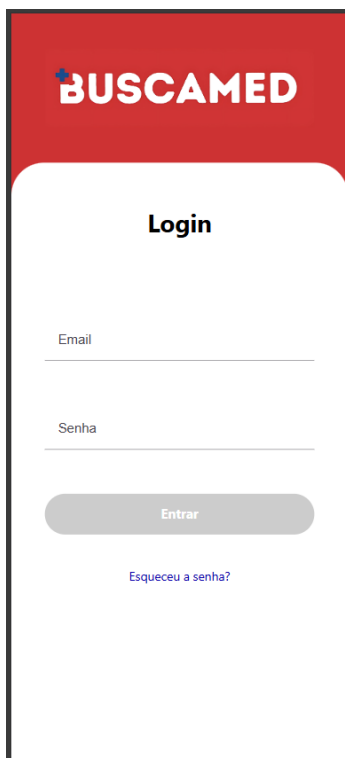 BUSCAMED
Login
Email
Senha
Entrar
Esqueceu a senha?